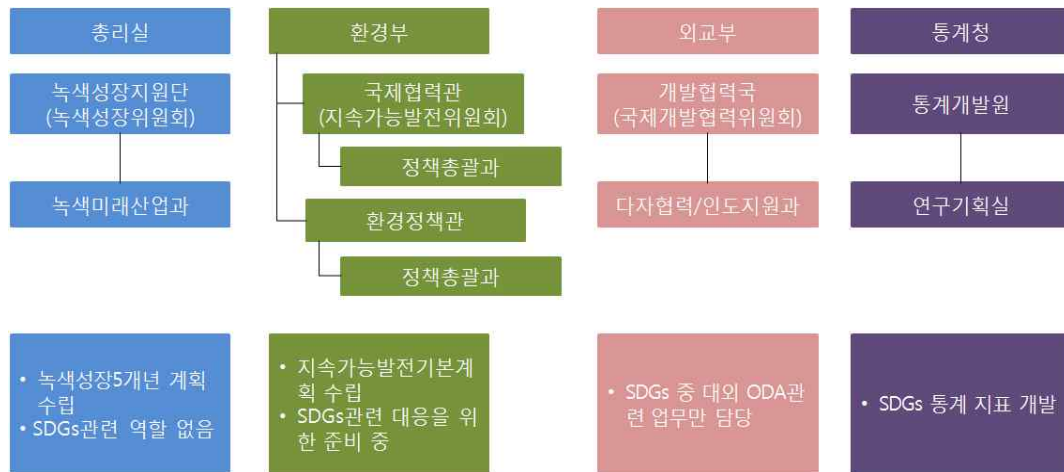 총리실
녹색성장지원단
(녹색성장위원회)
녹색미래산업과
• 녹색성장5개년 계획
수립
• SDGs관련 역할 없음
환경부
국제협력관
(지속가능발전위원회)
정책총괄과
환경정책관
정책총괄과
• 지속가능발전기본계
획 수립
• SDGs관련 대응을 위
한 준비 중
외교부
개발협력국
(국제개발협력위원회)
다자협력/인도지원과
• SDGs 중 대외 ODA관
련 업무만 담당
통계청
통계개발원
연구기획실
• SDGs 통계 지표 개발